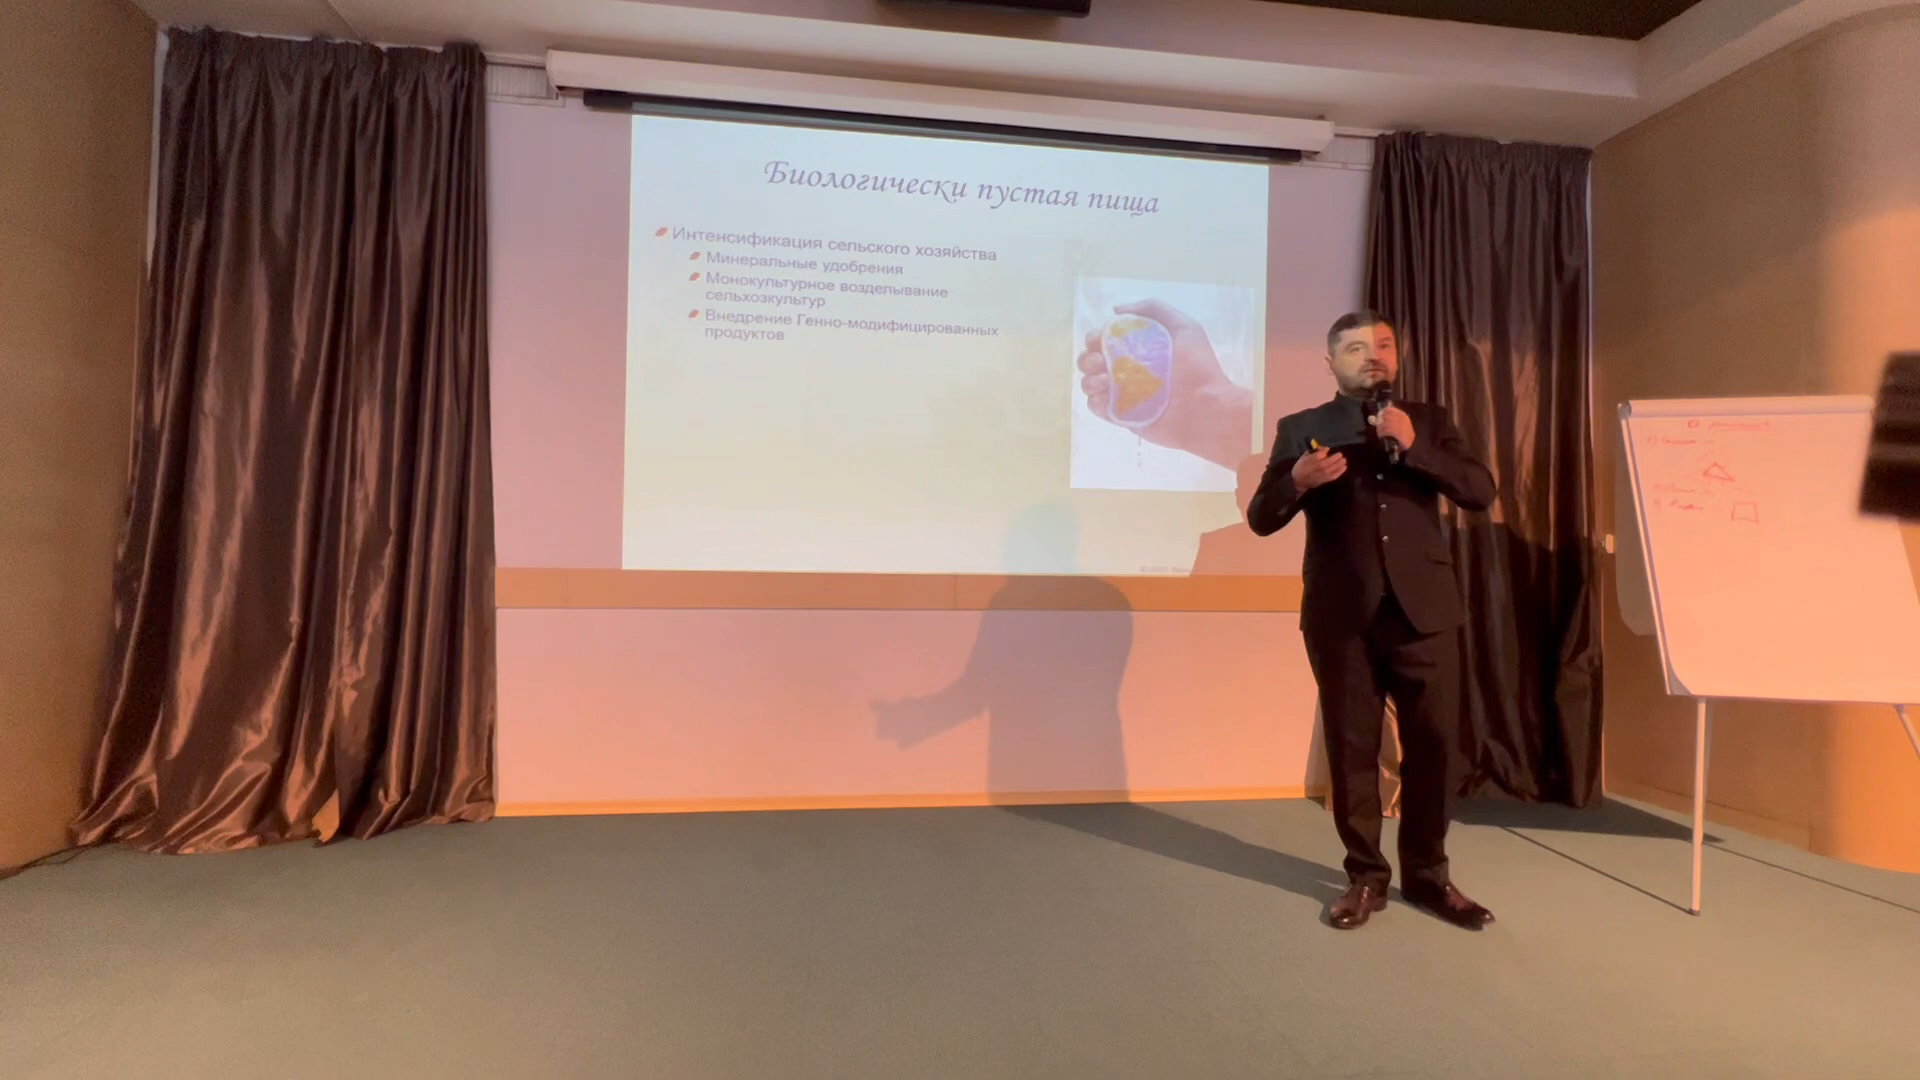 Биологически пустая пища
Интенсификация сельского хозяйства
Минеральные удобрения
Монокультурное возделывание
сельхозкультур
Внедрение Генно-модифицированных
продуктов